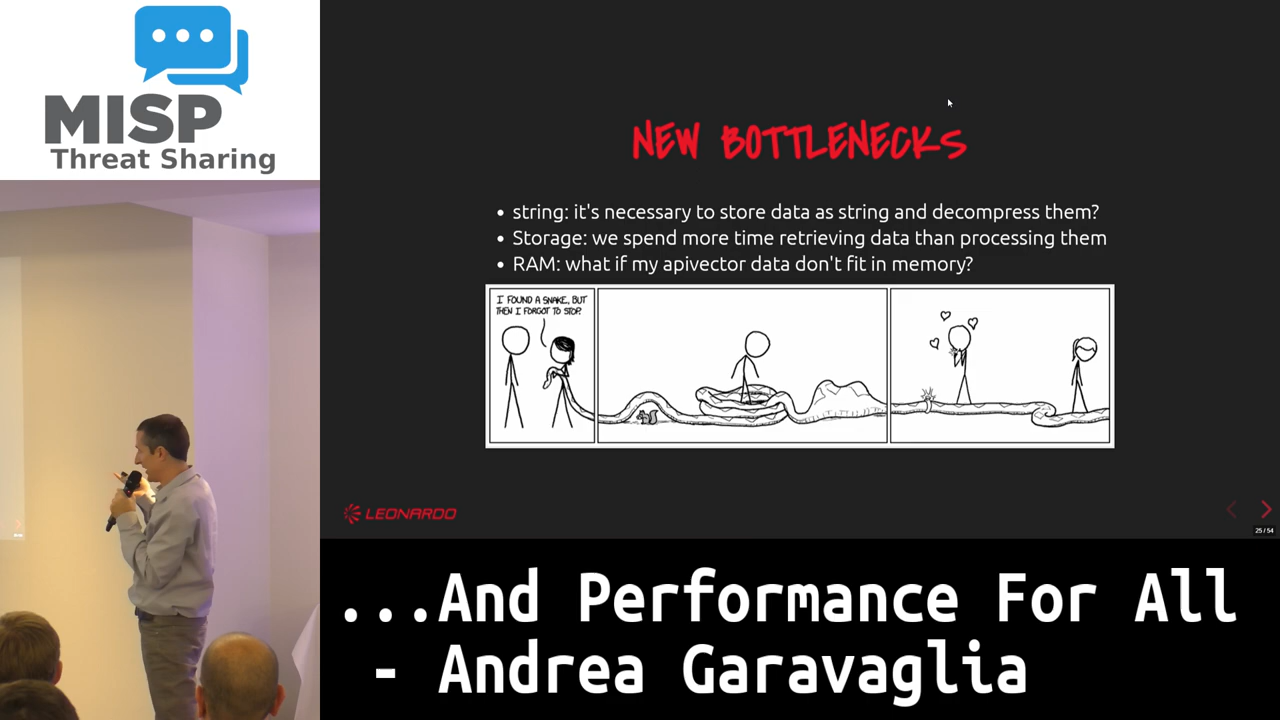 MISP
Threat Sharing
NEW BOTTLENECKS
• string: it's necessary to store data as string and decompress them?
• Storage: we spend more time retrieving data than processing them
• RAM: what if my apivector data don't fit in memory?
I FOUND A SNAKE, BUT
THEN I FORGOT TO STOP.
LEONARDO
25 / 54
...And Performance For All
- Andrea Garavaglia